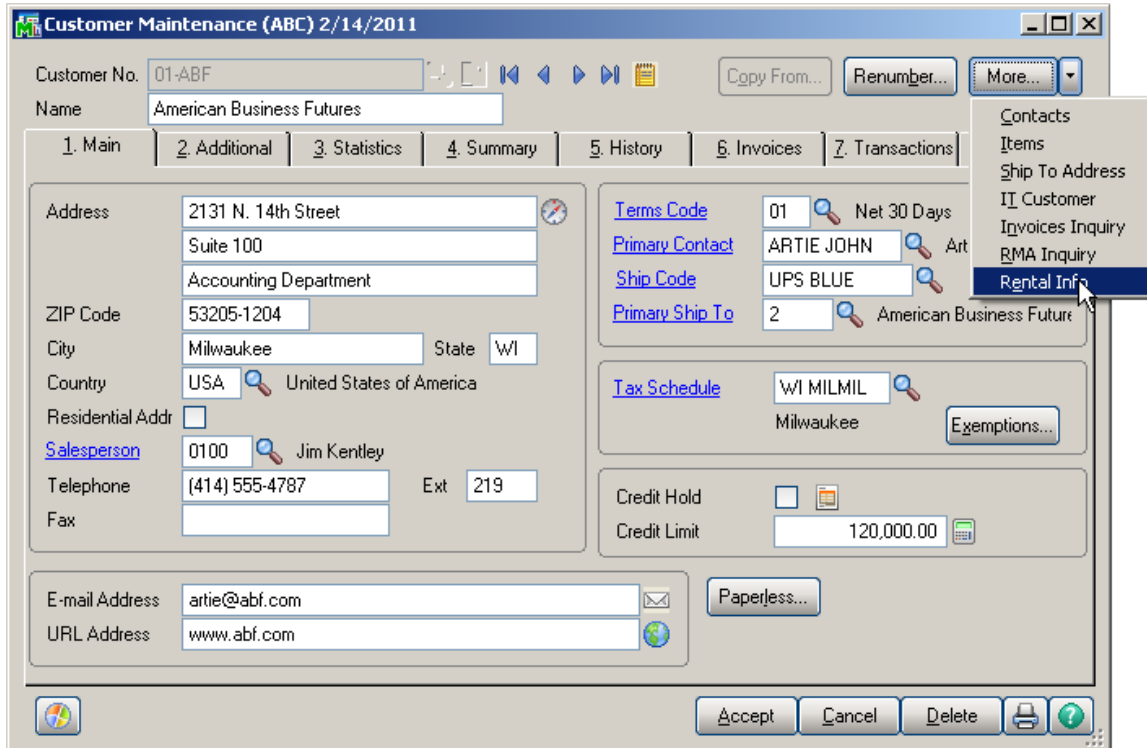 Customer Maintenance (ABC) 2/14/2011
Customer No. 01-ABF Copy From... Renumber... More...
Name American Business Futures
Contacts
Items
Ship To Address
IT Customer
Invoices Inquiry
RMA Inquiry
Rental Info
1. Main 2. Additional 3. Statistics 4. Summary 5. History 6. Invoices 7. Transactions
Address 2131 N. 14th Street
Suite 100
Accounting Department
ZIP Code 53205-1204
City Milwaukee State WI
Country USA United States of America
Residential Addr
Salesperson 0100 Jim Kentley
Telephone (414) 555-4787 Ext 219
Fax
Terms Code 01 Net 30 Days
Primary Contact ARTIE JOHN Art
Ship Code UPS BLUE
Primary Ship To 2 American Business Future
Tax Schedule WI MILMIL
Milwaukee Exemptions...
Credit Hold
Credit Limit 120,000.00
E-mail Address artie@abf.com
URL Address www.abf.com
Paperless...
Accept Cancel Delete